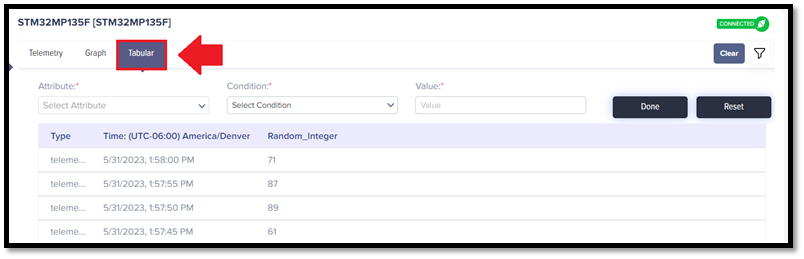 STM32MP135F [STM32MP135F]
CONNECTED
Telemetry Graph Tabular
Clear
Attribute:* Condition:* Value:*
Select Attribute Select Condition Value Done Reset
Type Time: (UTC-06:00) America/Denver Random_Integer
teleme... 5/31/2023, 1:58:00 PM 71
teleme... 5/31/2023, 1:57:55 PM 87
teleme... 5/31/2023, 1:57:50 PM 89
teleme... 5/31/2023, 1:57:45 PM 61